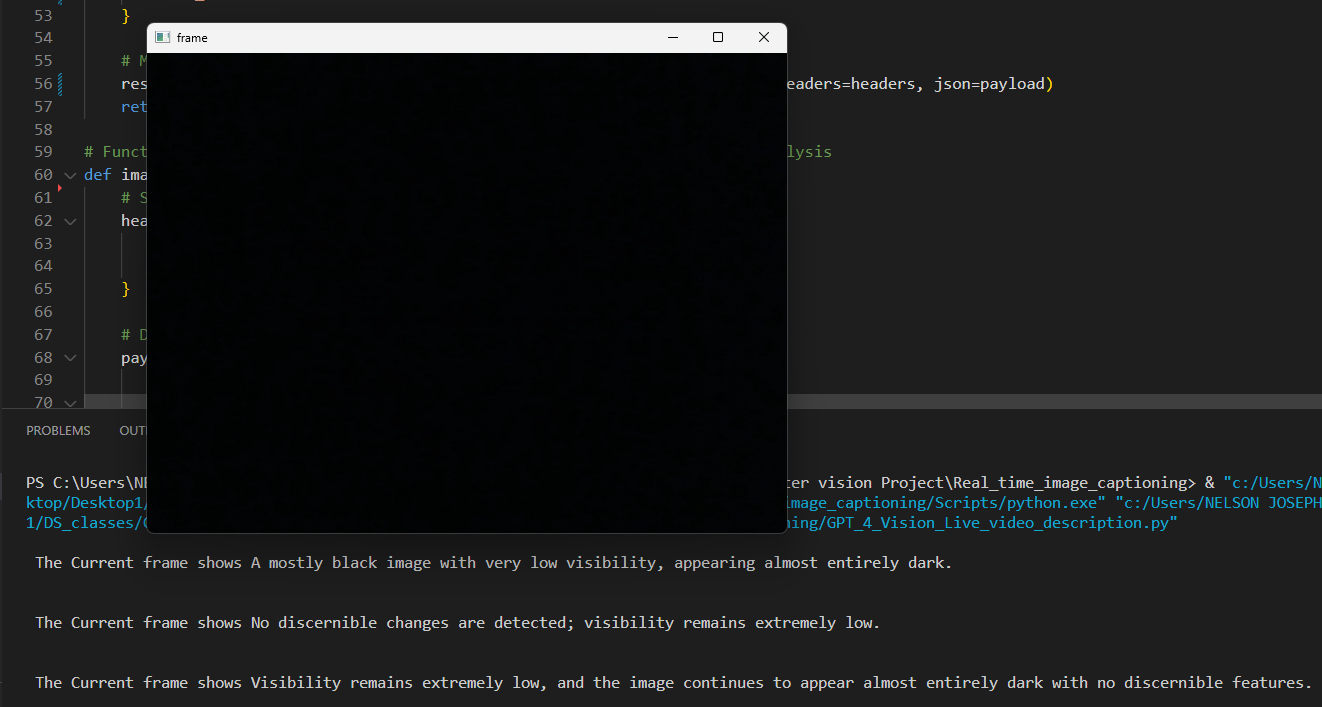 53 }
frame
54
55 # M
56 res eaders=headers, json=payload)
57 ret
58
59 # Funct lysis
60 def ima
61 # S
62 hea
63
64
65 }
66
67 # D
68 pay
69
70
PROBLEMS OUT
PS C:\Users\NE ter vision Project\Real_time_image_captioning> & "c:/Users/N
ktop/Desktop1/ image_captioning/Scripts/python.exe" "c:/Users/NELSON JOSEPH
1/DS_classes/ ning/GPT_4_Vision_Live_video_description.py"
The Current frame shows A mostly black image with very low visibility, appearing almost entirely dark.
The Current frame shows No discernible changes are detected; visibility remains extremely low.
The Current frame shows Visibility remains extremely low, and the image continues to appear almost entirely dark with no discernible features.